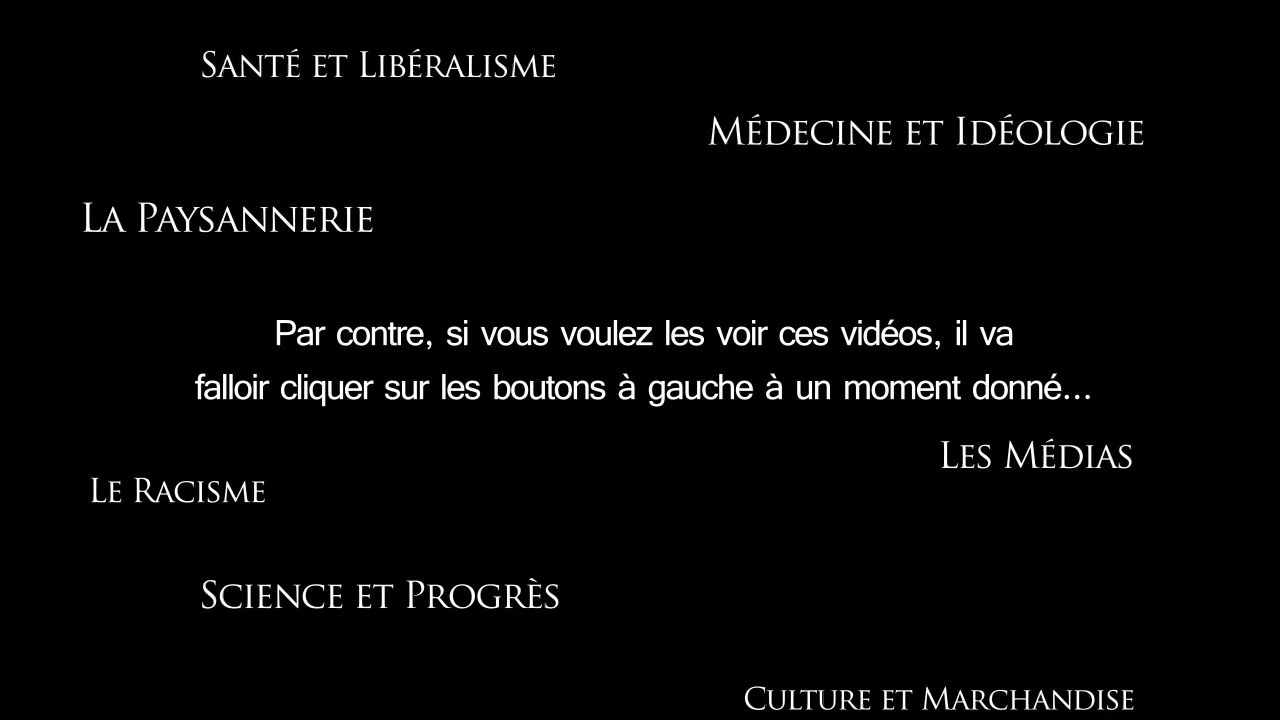 Santé et Libéralisme
Médecine et Idéologie
La Paysannerie
Par contre, si vous voulez les voir ces vidéos, il va
falloir cliquer sur les boutons à gauche à un moment donné...
Les Médias
Le Racisme
Science et Progrès
Culture et Marchandise